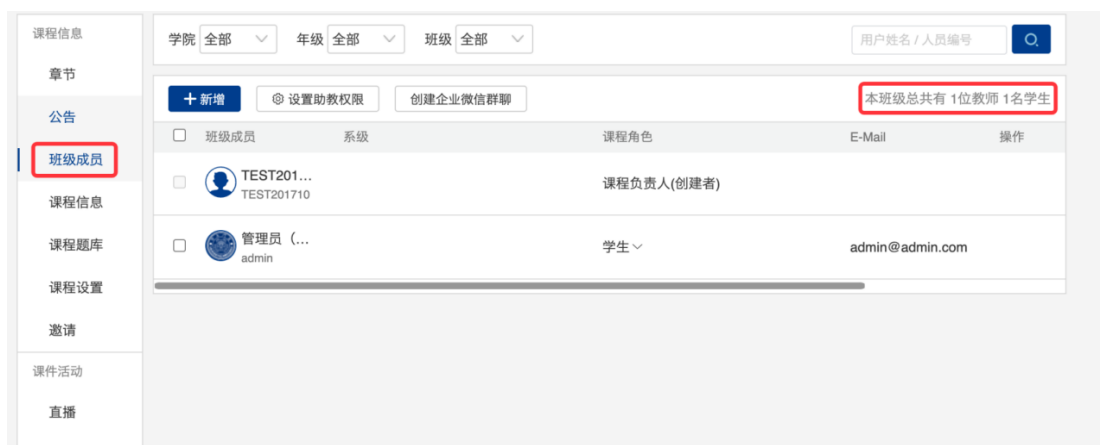 课程信息
章节
公告
班级成员
课程信息
课程题库
课程设置
邀请
课件活动
直播
学院 全部 年级 全部 班级 全部 用户姓名 / 人员编号
新增 设置助教权限 创建企业微信群聊 本班级总共有 1位教师 1名学生
班级成员 系级 课程角色 E-Mail 操作
TEST201...
TEST201710
课程负责人(创建者)
管理员（...
admin
学生
admin@admin.com